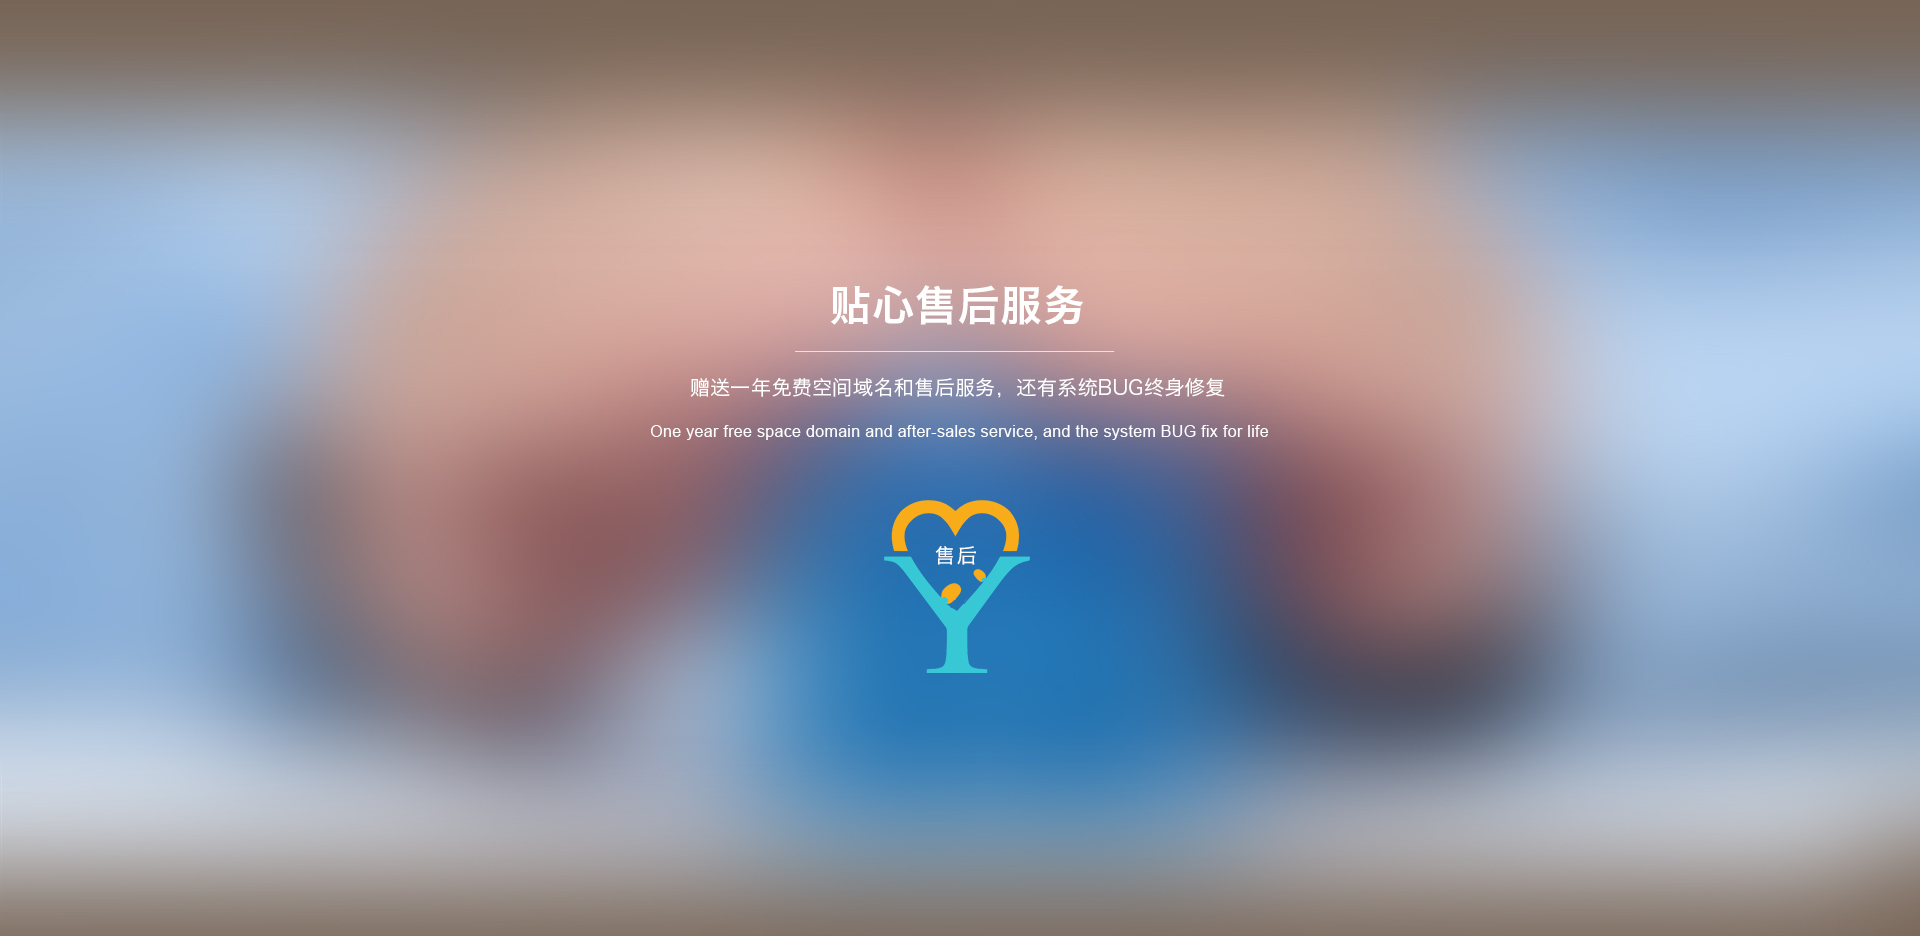 贴心售后服务
赠送一年免费空间域名和售后服务，还有系统BUG终身修复
One year free space domain and after-sales service, and the system BUG fix for life
售后